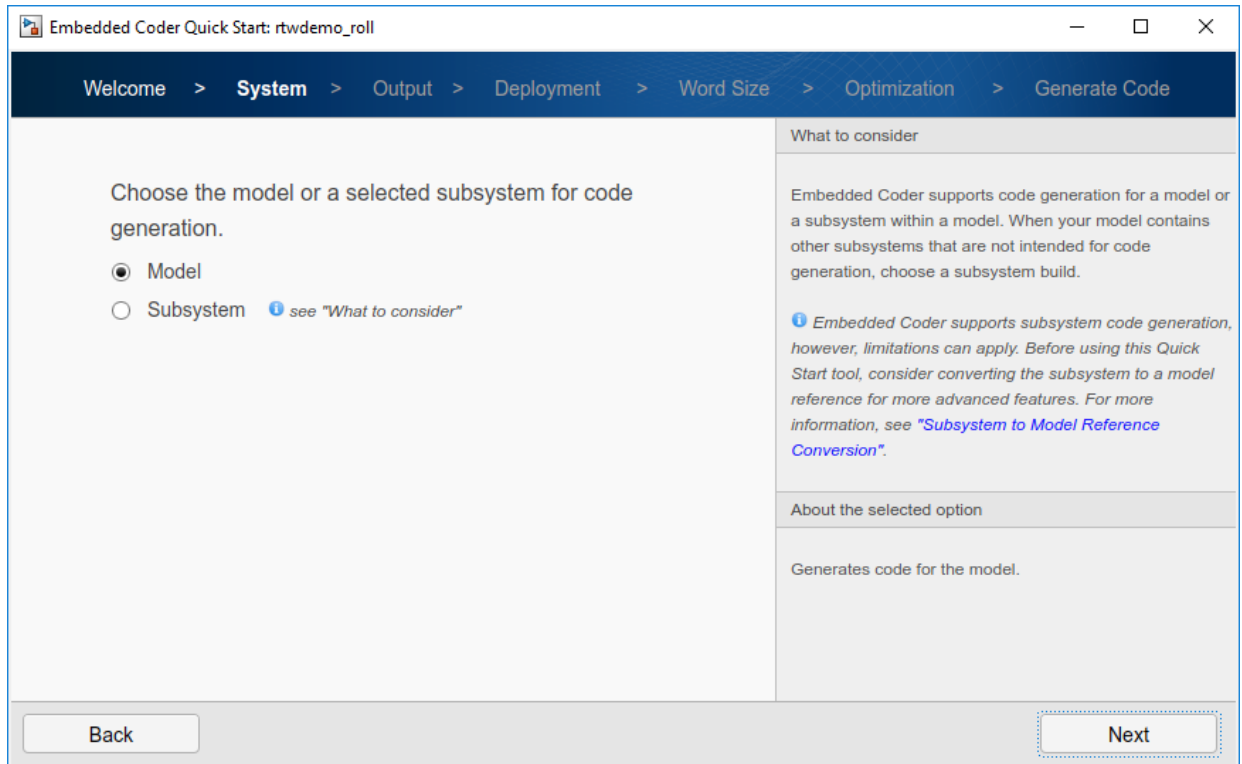 Embedded Coder Quick Start: rtwdemo_roll
Welcome > System > Output > Deployment > Word Size > Optimization > Generate Code
Choose the model or a selected subsystem for code
generation.
Model
Subsystem see "What to consider"
What to consider
Embedded Coder supports code generation for a model or
a subsystem within a model. When your model contains
other subsystems that are not intended for code
generation, choose a subsystem build.
Embedded Coder supports subsystem code generation,
however, limitations can apply. Before using this Quick
Start tool, consider converting the subsystem to a model
reference for more advanced features. For more
information, see "Subsystem to Model Reference
Conversion".
About the selected option
Generates code for the model.
Back
Next